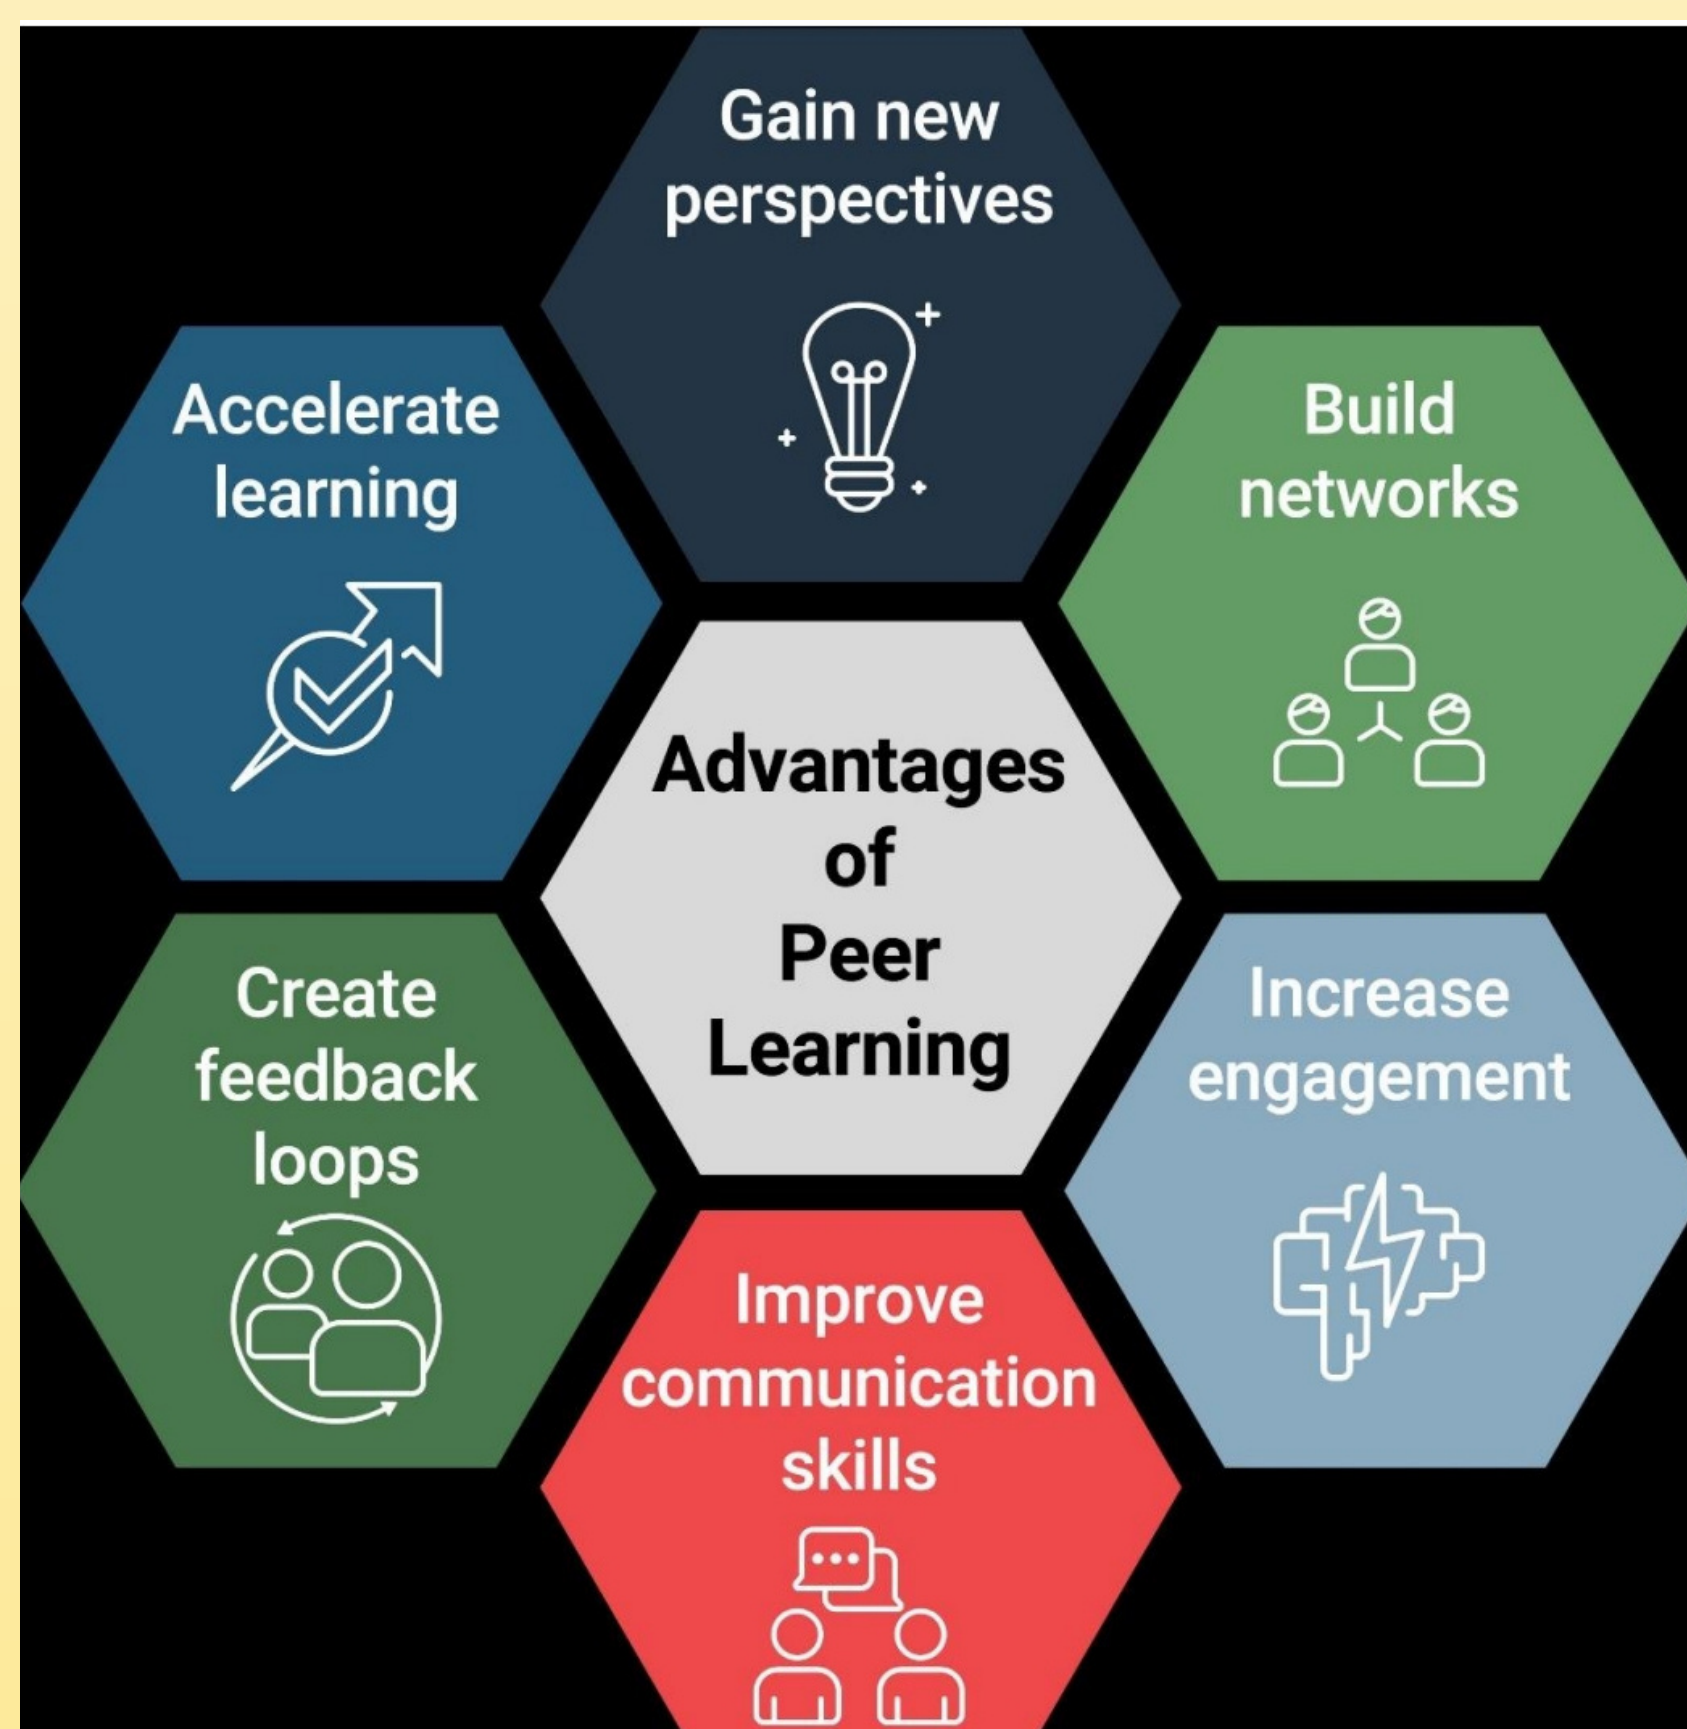 Gain new
perspectives
Accelerate
learning
Build
networks
Advantages
of
Peer
Learning
Create
feedback
loops
Increase
engagement
Improve
communication
skills